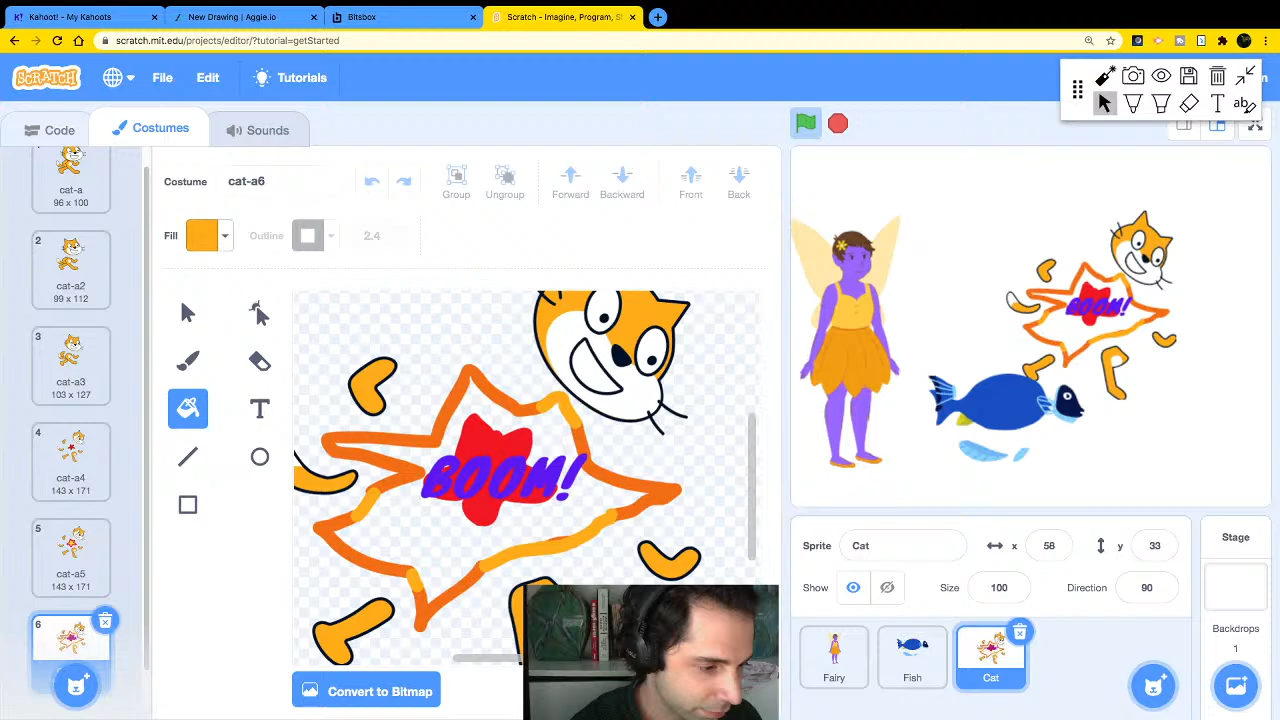 Kahoot! - My Kahoots
New Drawing | Aggie.io
Bitsbox
Scratch - Imagine, Program, S
scratch.mit.edu/projects/editor/?tutorial=getStarted
SCRATCH
File
Edit
Tutorials
T
ab
Code
Costumes
Sounds
cat-a
96 x 100
2
cat-a2
99 x 112
3
cat-a3
103 x 127
4
cat-a4
143 x 171
5
cat-a5
143 x 171
6
Costume
cat-a6
Group
Ungroup
Forward
Backward
Front
Back
Fill
Outline
2.4
T
BOOM!
Convert to Bitmap
BOOM!
Sprite
Cat
x
58
y
33
Show
Size
100
Direction
90
Fairy
Fish
Cat
Stage
Backdrops
1